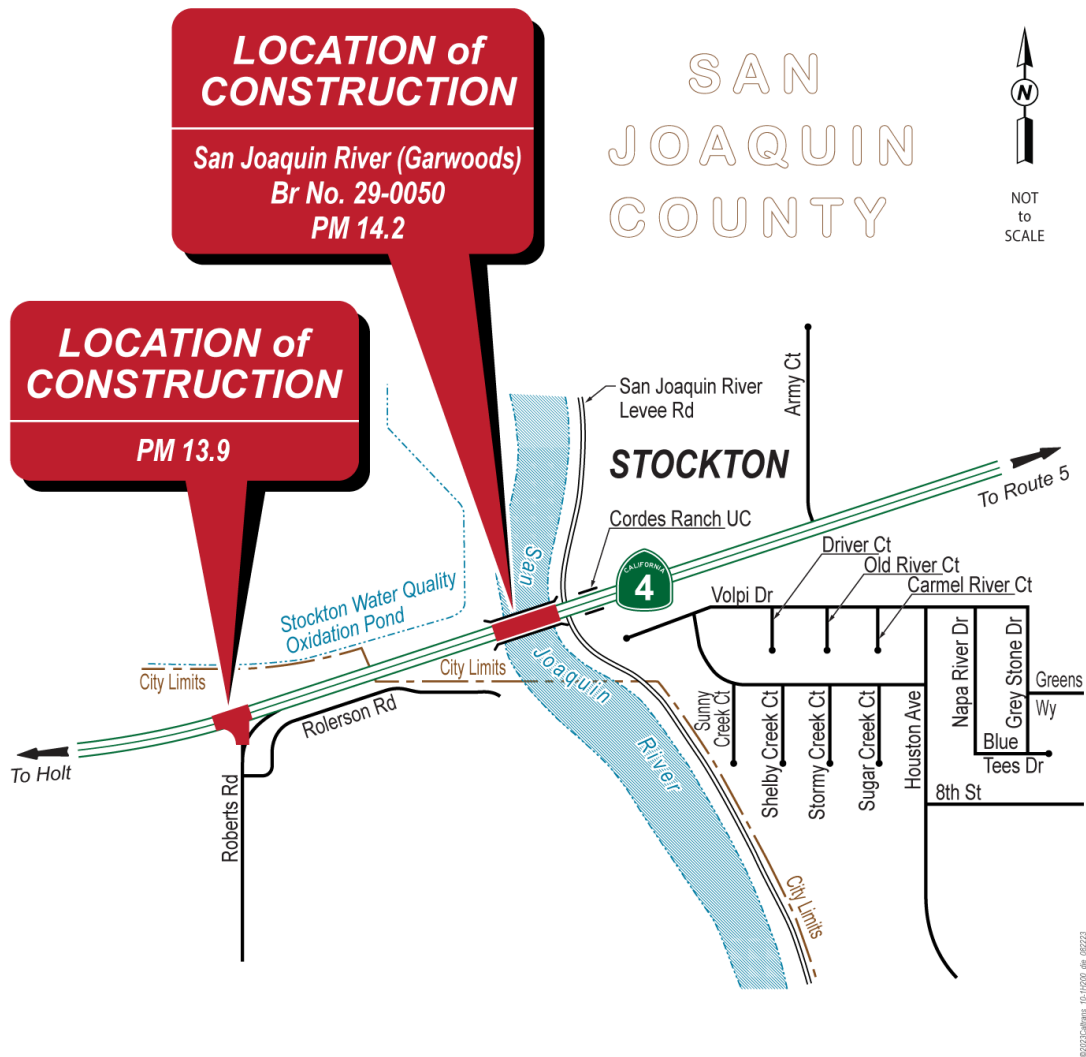 LOCATION of
CONSTRUCTION
San Joaquin River (Garwoods)
Br No. 29-0050
PM 14.2
SAN
JOAQUIN
COUNTY
N
NOT
to
SCALE
LOCATION of
CONSTRUCTION
PM 13.9
San Joaquin River
Levee Rd
Army Ct
STOCKTON
To Route 5
Cordes Ranch UC
CALIFORNIA
4
Driver Ct
Old River Ct
Carmel River Ct
Volpi Dr
Stockton Water Quality
Oxidation Pond
San
Joaquin
River
City Limits
City Limits
Rolerson Rd
To Holt
Roberts Rd
Sunny
Creek Ct
Shelby Creek Ct
Stormy Creek Ct
Sugar Creek Ct
Houston Ave
Napa River Dr
Grey Stone Dr
Greens
Wy
Blue
Tees Dr
8th St
City Limits